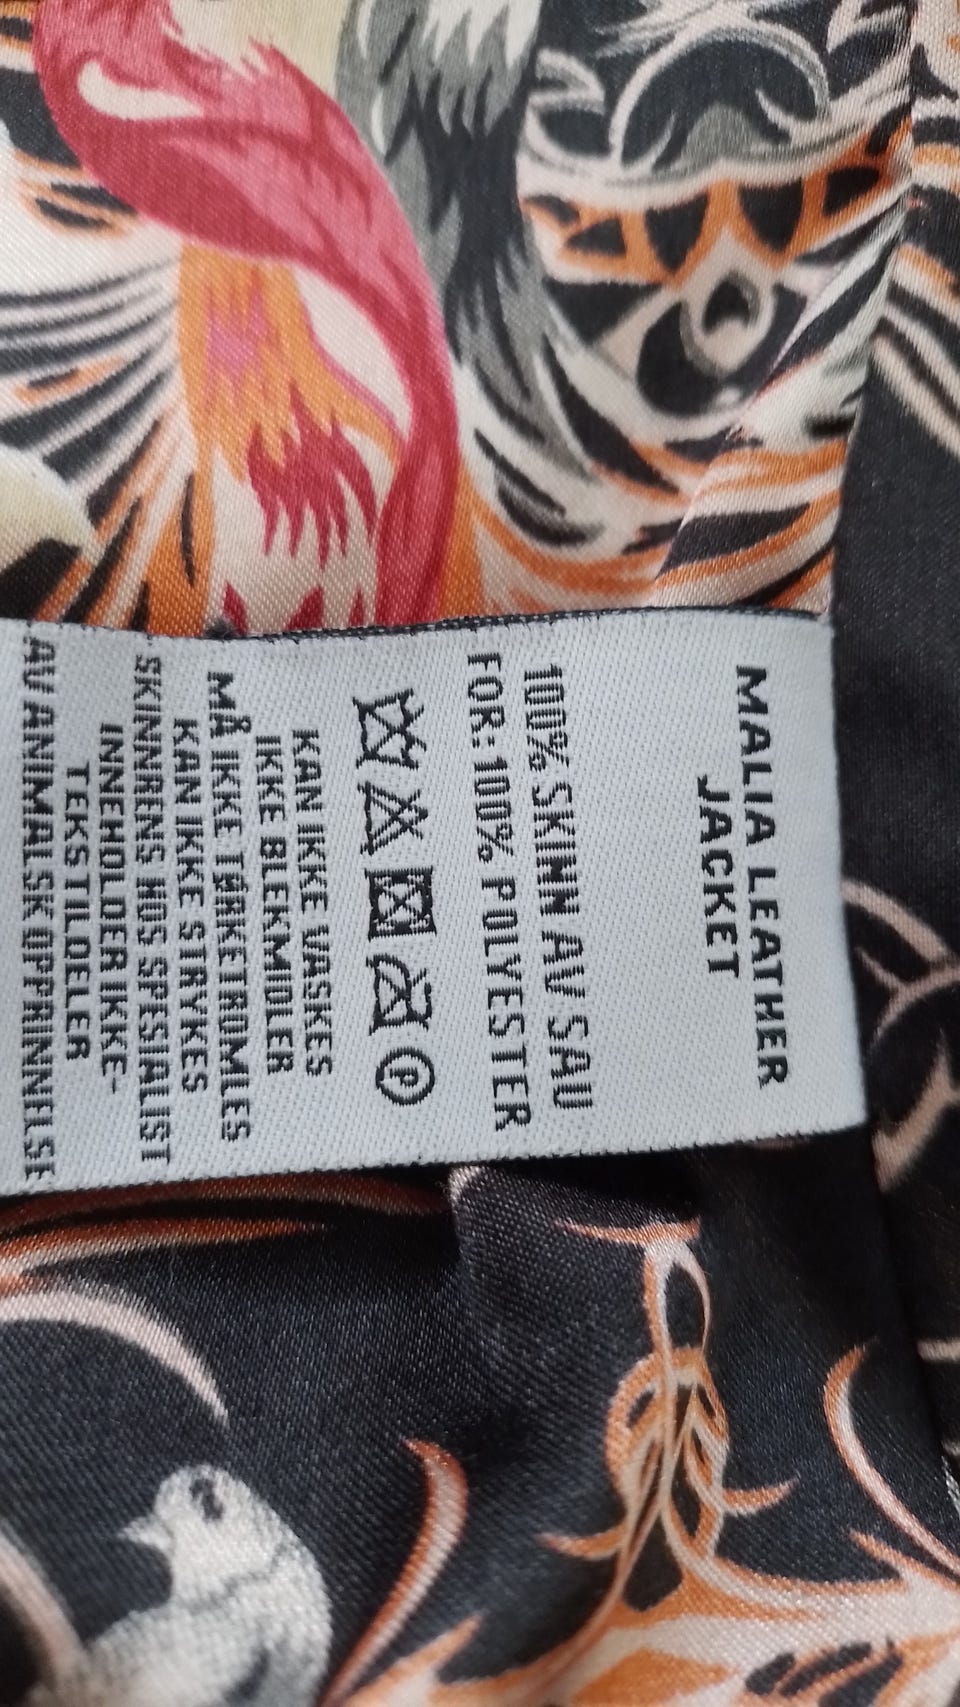 MALIA LEATHER
JACKET
100% SKINN AV SAU
FOR: 100% POLYESTER
KAN IKKE VASKES
IKKE BLEKMIDLER
MÅ IKKE TØRKETROMLES
KAN IKKE STRYKES
SKINNRENS HOS SPESIALIST
INNEHOLDER IKKE-
TEKSTILDELER
AV ANIMALSK OPPRINNELSE